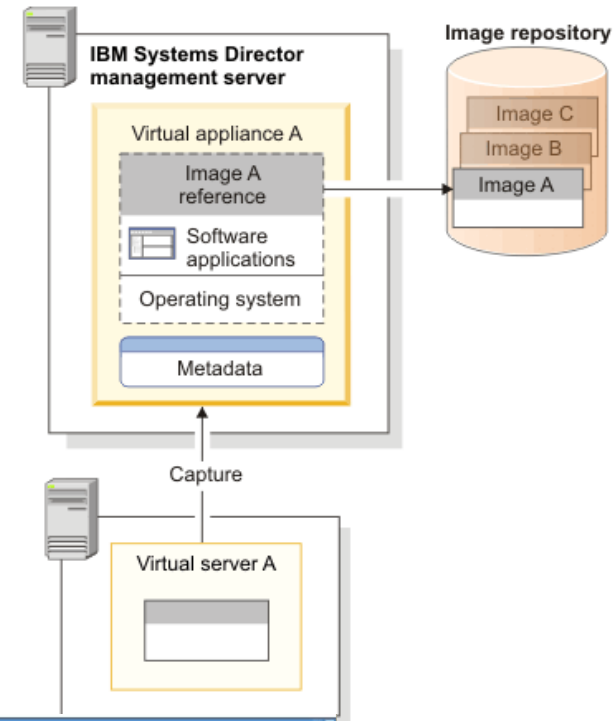 IBM Systems Director
management server
Image repository
Virtual appliance A
Image A
reference
Software
applications
Operating system
Metadata
Image C
Image B
Image A
Capture
Virtual server A